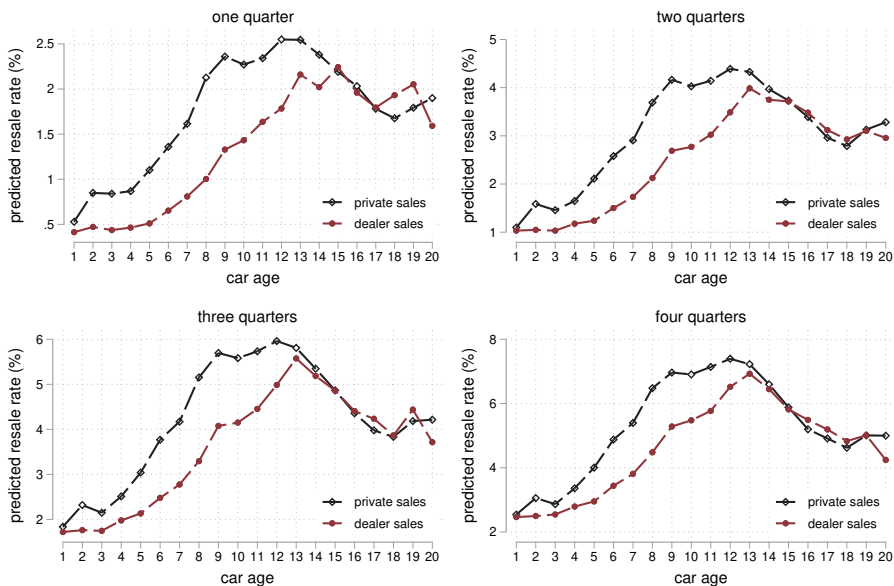 one quarter
predicted resale rate (%)
2.5
2
1.5
1
.5
private sales
dealer sales
1 2 3 4 5 6 7 8 9 10 11 12 13 14 15 16 17 18 19 20
car age
two quarters
predicted resale rate (%)
5
4
3
2
1
private sales
dealer sales
1 2 3 4 5 6 7 8 9 10 11 12 13 14 15 16 17 18 19 20
car age
three quarters
predicted resale rate (%)
6
5
4
3
2
private sales
dealer sales
1 2 3 4 5 6 7 8 9 10 11 12 13 14 15 16 17 18 19 20
car age
four quarters
predicted resale rate (%)
8
6
4
2
private sales
dealer sales
1 2 3 4 5 6 7 8 9 10 11 12 13 14 15 16 17 18 19 20
car age